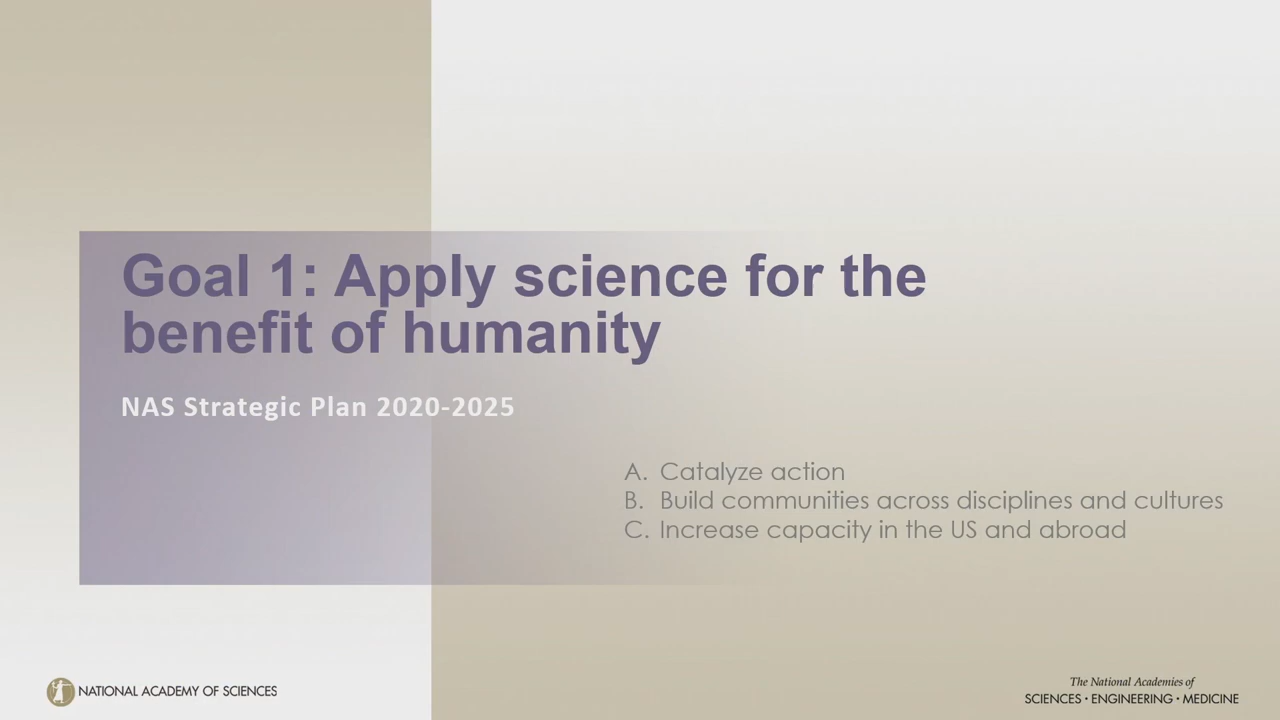 Goal 1: Apply science for the
benefit of humanity
NAS Strategic Plan 2020-2025
A. Catalyze action
B. Build communities across disciplines and cultures
C. Increase capacity in the US and abroad
NATIONAL ACADEMY OF SCIENCES
The National Academies of
SCIENCES · ENGINEERING · MEDICINE